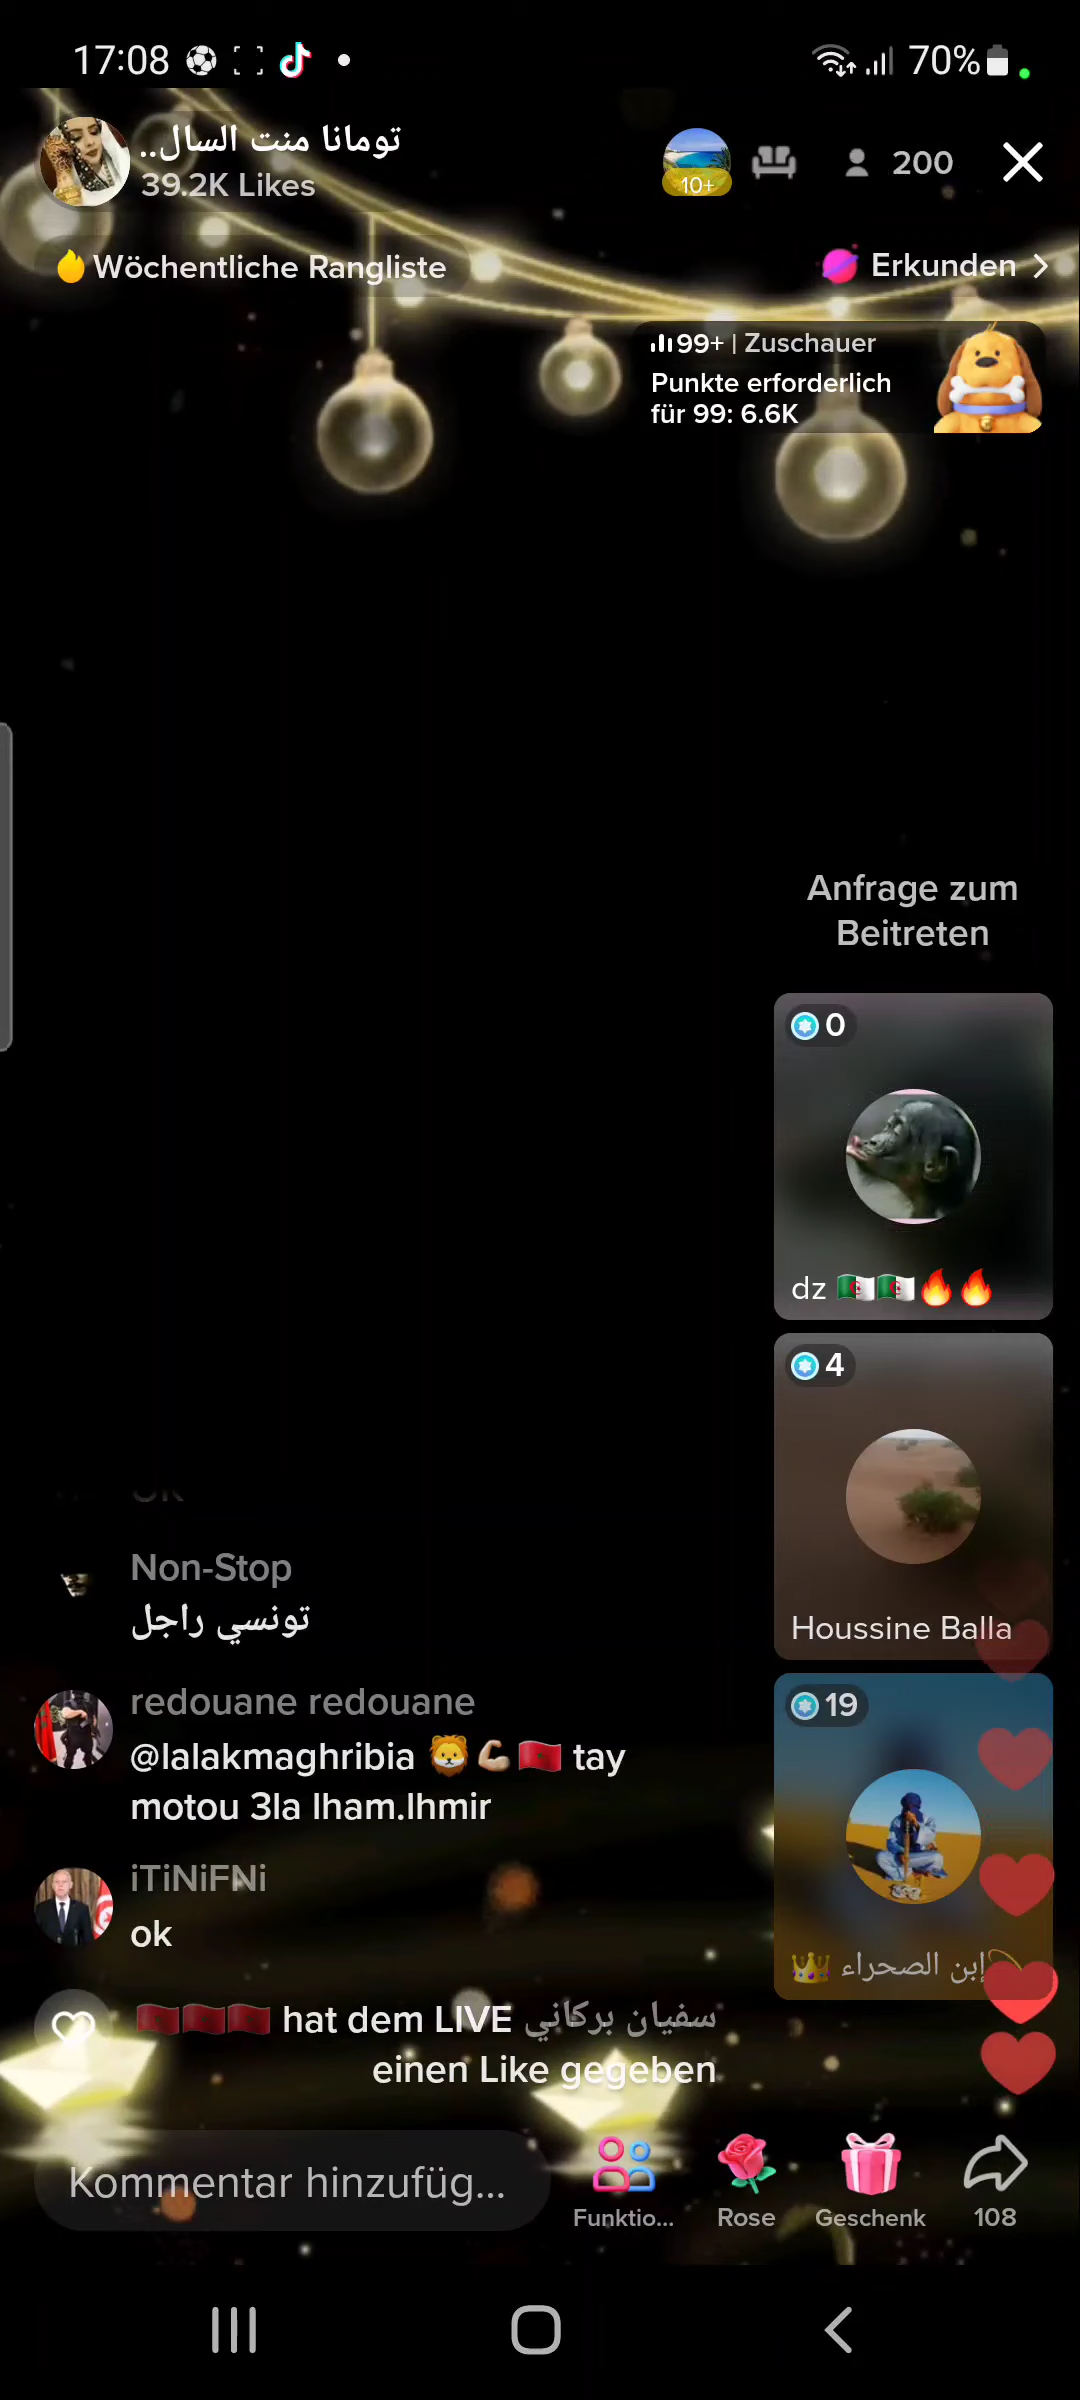 17:08
70%
تومانا منت السال..
39.2K Likes
10+
200
Wöchentliche Rangliste
Erkunden
99+ | Zuschauer
Punkte erforderlich
für 99: 6.6K
Anfrage zum
Beitreten
0
dz 🇩🇿🇩🇿🔥🔥
4
Houssine Balla
19
👑 إبن الصحراء
Non-Stop
تونسي راجل
redouane redouane
@lalakmaghribia 🦁💪🏼🇲🇦 tay
motou 3la lham.lhmir
iTiNiFNi
ok
سفيان بركاني 🇲🇦🇲🇦🇲🇦 hat dem LIVE
einen Like gegeben
Kommentar hinzufüg...
Funktio...
Rose
Geschenk
108